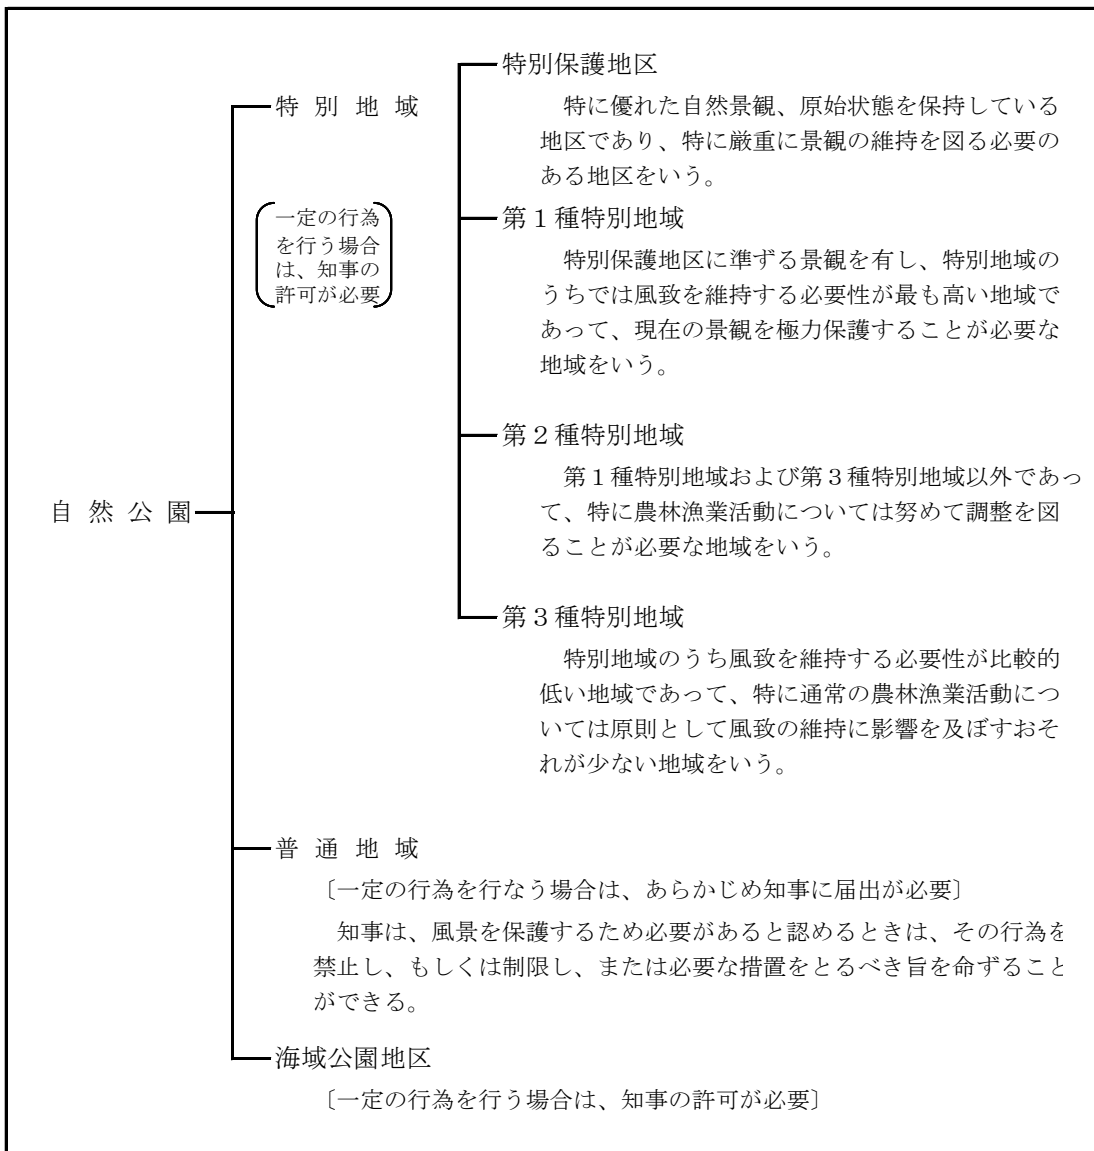 特別保護地区
特別地域
特に優れた自然景観、原始状態を保持している
地区であり、特に厳重に景観の維持を図る必要の
ある地区をいう。
一定の行為
を行う場合
は、知事の
許可が必要
第１種特別地域
特別保護地区に準ずる景観を有し、特別地域の
うちでは風致を維持する必要性が最も高い地域で
あって、現在の景観を極力保護することが必要な
地域をいう。
第２種特別地域
第１種特別地域および第３種特別地域以外であっ
て、特に農林漁業活動については努めて調整を図
ることが必要な地域をいう。
自然公園
第３種特別地域
特別地域のうち風致を維持する必要性が比較的
低い地域であって、特に通常の農林漁業活動につ
いては原則として風致の維持に影響を及ぼすおそ
れが少ない地域をいう。
普通地域
〔一定の行為を行なう場合は、あらかじめ知事に届出が必要〕
知事は、風景を保護するため必要があると認めるときは、その行為を
禁止し、もしくは制限し、または必要な措置をとるべき旨を命ずること
ができる。
海域公園地区
〔一定の行為を行う場合は、知事の許可が必要〕